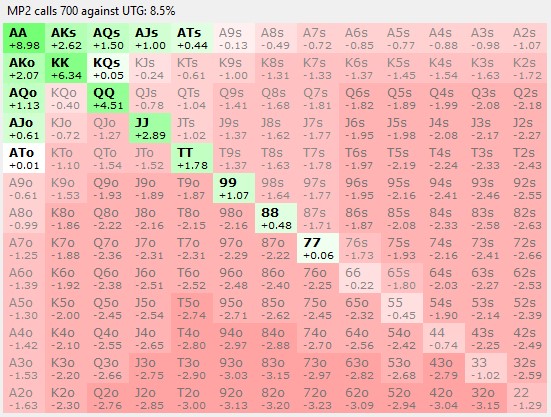 MP2 calls 700 against UTG: 8.5%
AA AKs AQs AJs ATs A9s A8s A7s A6s A5s A4s A3s A2s
+8.98 +2.62 +1.50 +1.00 +0.44 -0.13 -0.49 -0.72 -0.85 -0.77 -0.88 -0.98 -1.07
AKo KK KQs KJs KTs K9s K8s K7s K6s K5s K4s K3s K2s
+2.07 +6.34 +0.05 -0.24 -0.61 -1.00 -1.31 -1.33 -1.37 -1.45 -1.54 -1.63 -1.72
AQo KQo QQ QJs QTs Q9s Q8s Q7s Q6s Q5s Q4s Q3s Q2s
+1.13 -0.40 +4.51 -0.78 -1.04 -1.41 -1.68 -1.81 -1.82 -1.89 -1.99 -2.08 -2.18
AJo KJo QJo JJ JTs J9s J8s J7s J6s J5s J4s J3s J2s
+0.61 -0.72 -1.27 +2.89 -1.02 -1.37 -1.62 -1.77 -1.95 -1.98 -2.08 -2.17 -2.27
ATo KTo QTo JTo TT T9s T8s T7s T6s T5s T4s T3s T2s
+0.01 -1.10 -1.54 -1.52 +1.78 -1.37 -1.63 -1.78 -1.97 -2.19 -2.24 -2.33 -2.43
A9o K9o Q9o J9o T9o 99 98s 97s 96s 95s 94s 93s 92s
-0.61 -1.53 -1.93 -1.89 -1.87 +1.07 -1.64 -1.77 -1.95 -2.16 -2.41 -2.46 -2.55
A8o K8o Q8o J8o T8o 98o 88 87s 86s 85s 84s 83s 82s
-0.99 -1.86 -2.22 -2.16 -2.15 -2.16 +0.48 -1.71 -1.87 -2.08 -2.33 -2.58 -2.63
A7o K7o Q7o J7o T7o 97o 87o 77 76s 75s 74s 73s 72s
-1.25 -1.88 -2.36 -2.31 -2.31 -2.29 -2.22 +0.06 -1.73 -1.93 -2.16 -2.41 -2.66
A6o K6o Q6o J6o T6o 96o 86o 76o 66 65s 64s 63s 62s
-1.39 -1.92 -2.38 -2.51 -2.52 -2.48 -2.40 -2.25 -0.22 -1.80 -2.03 -2.27 -2.53
A5o K5o Q5o J5o T5o 95o 85o 75o 65o 55 54s 53s 52s
-1.30 -2.00 -2.45 -2.54 -2.74 -2.71 -2.62 -2.45 -2.32 -0.45 -1.90 -2.14 -2.39
A4o K4o Q4o J4o T4o 94o 84o 74o 64o 54o 44 43s 42s
-1.42 -2.10 -2.55 -2.65 -2.80 -2.97 -2.88 -2.70 -2.56 -2.42 -0.74 -2.25 -2.49
A3o K3o Q3o J3o T3o 93o 83o 73o 63o 53o 43o 33 32s
-1.53 -2.20 -2.66 -2.75 -2.90 -3.03 -3.15 -2.97 -2.82 -2.68 -2.79 -1.02 -2.59
A2o K2o Q2o J2o T2o 92o 82o 72o 62o 52o 42o 32o 22
-1.63 -2.30 -2.76 -2.85 -3.00 -3.13 -3.20 -3.23 -3.09 -2.94 -3.04 -3.15 -1.29